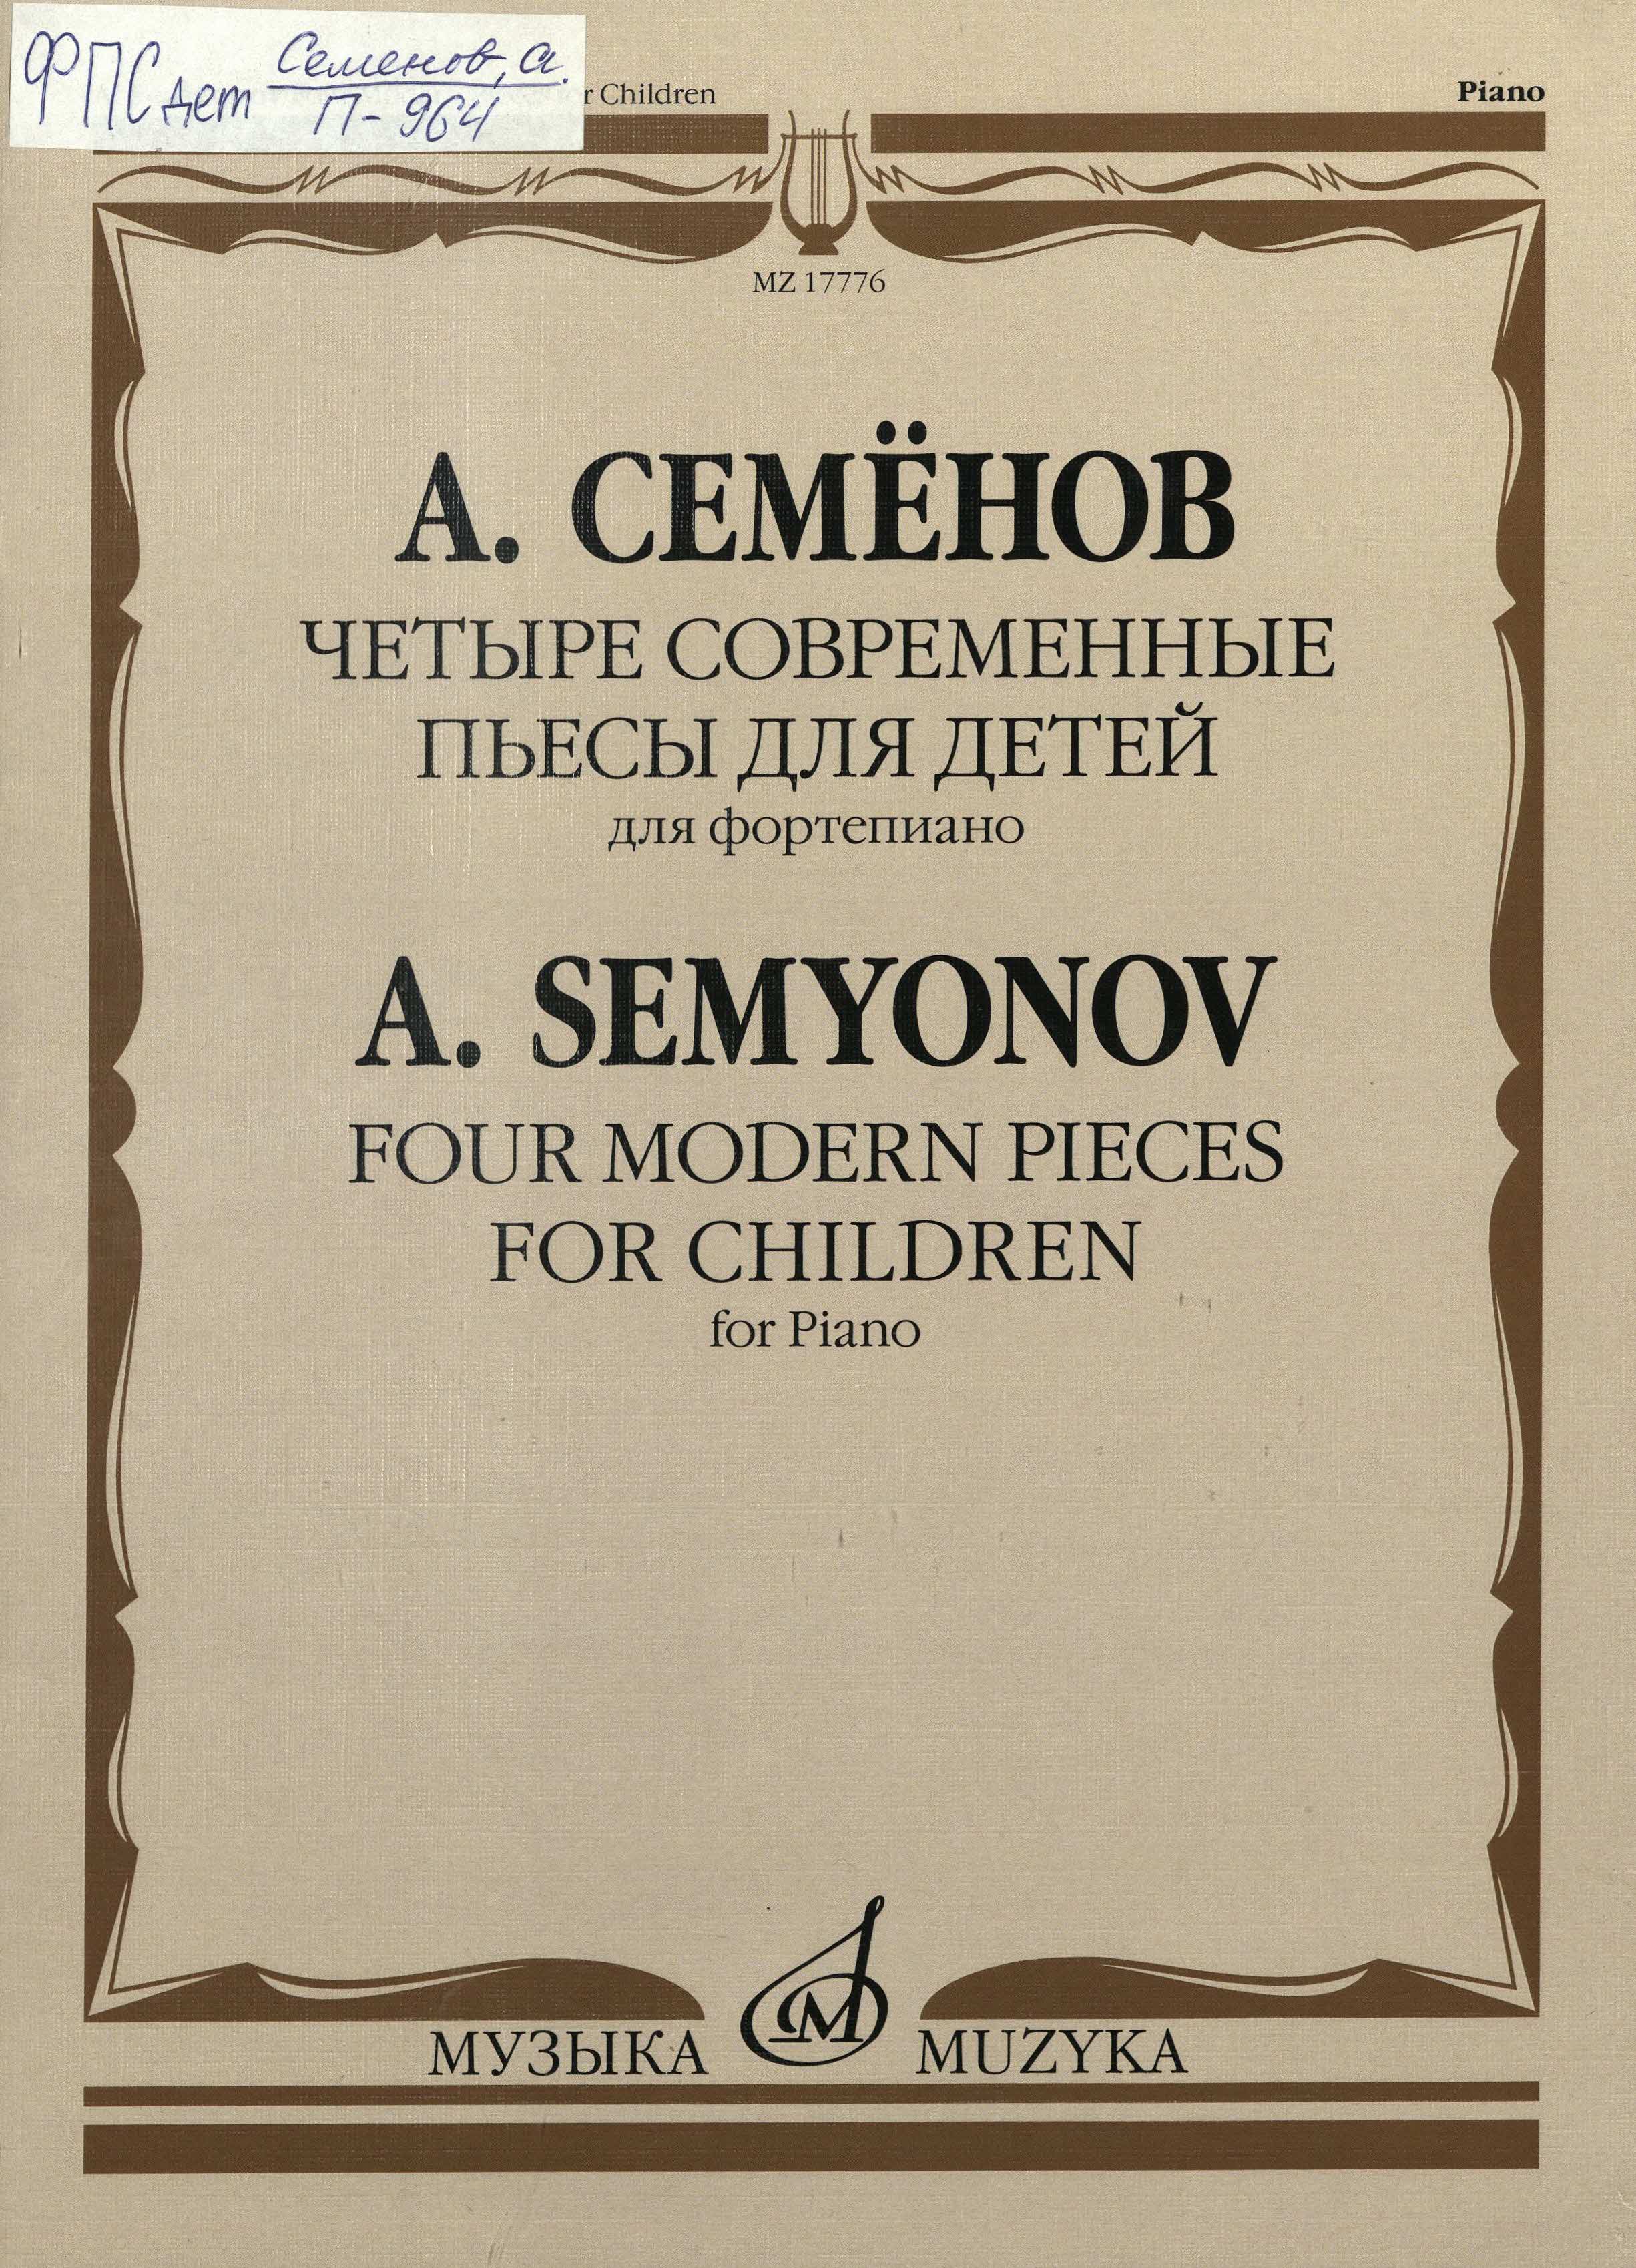 ФПС дет Семенов, А.
П-964
r Children
Piano
MZ 17776
А. СЕМЁНОВ
ЧЕТЫРЕ СОВРЕМЕННЫЕ
ПЬЕСЫ ДЛЯ ДЕТЕЙ
для фортепиано
A. SEMYONOV
FOUR MODERN PIECES
FOR CHILDREN
for Piano
МУЗЫКА М MUZYKA